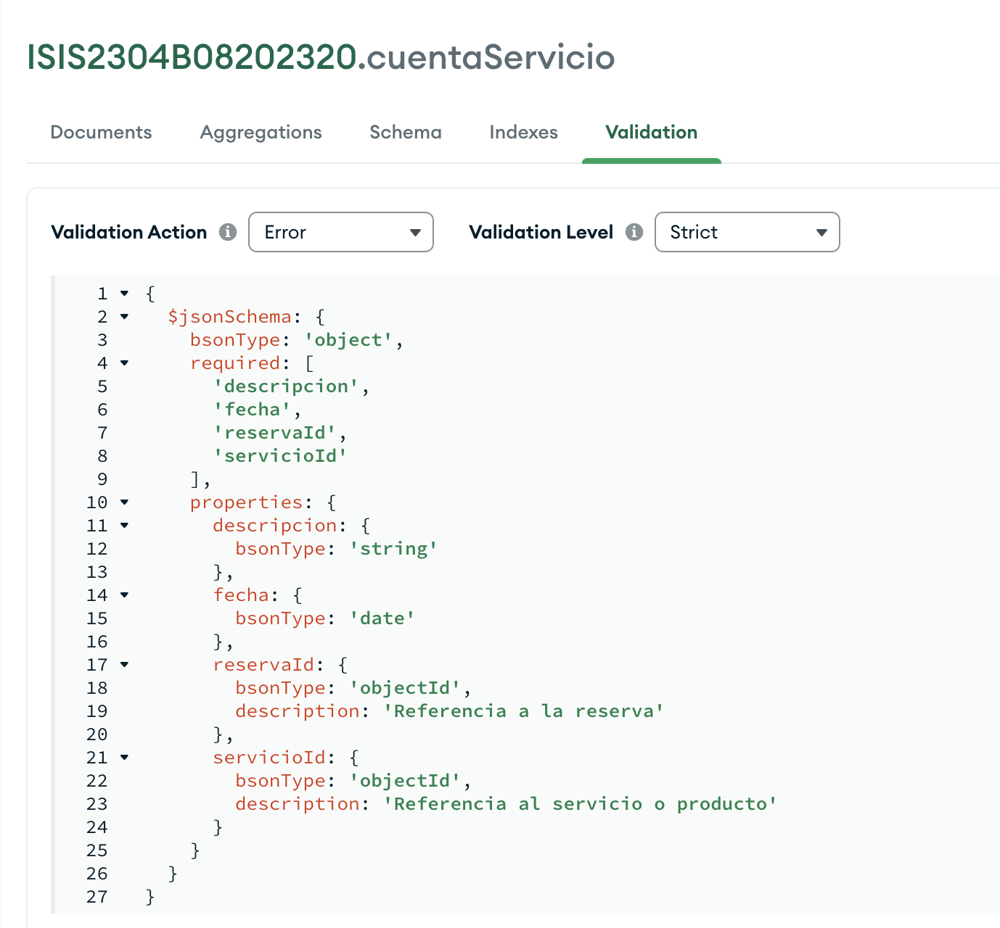 ISIS2304B08202320.cuentaServicio
Documents Aggregations Schema Indexes Validation
Validation Action Error Validation Level Strict
1 {
2 $jsonSchema: {
3 bsonType: 'object',
4 required: [
5 'descripcion',
6 'fecha',
7 'reservaId',
8 'servicioId'
9 ],
10 properties: {
11 descripcion: {
12 bsonType: 'string'
13 },
14 fecha: {
15 bsonType: 'date'
16 },
17 reservaId: {
18 bsonType: 'objectId',
19 description: 'Referencia a la reserva'
20 },
21 servicioId: {
22 bsonType: 'objectId',
23 description: 'Referencia al servicio o producto'
24 }
25 }
26 }
27 }